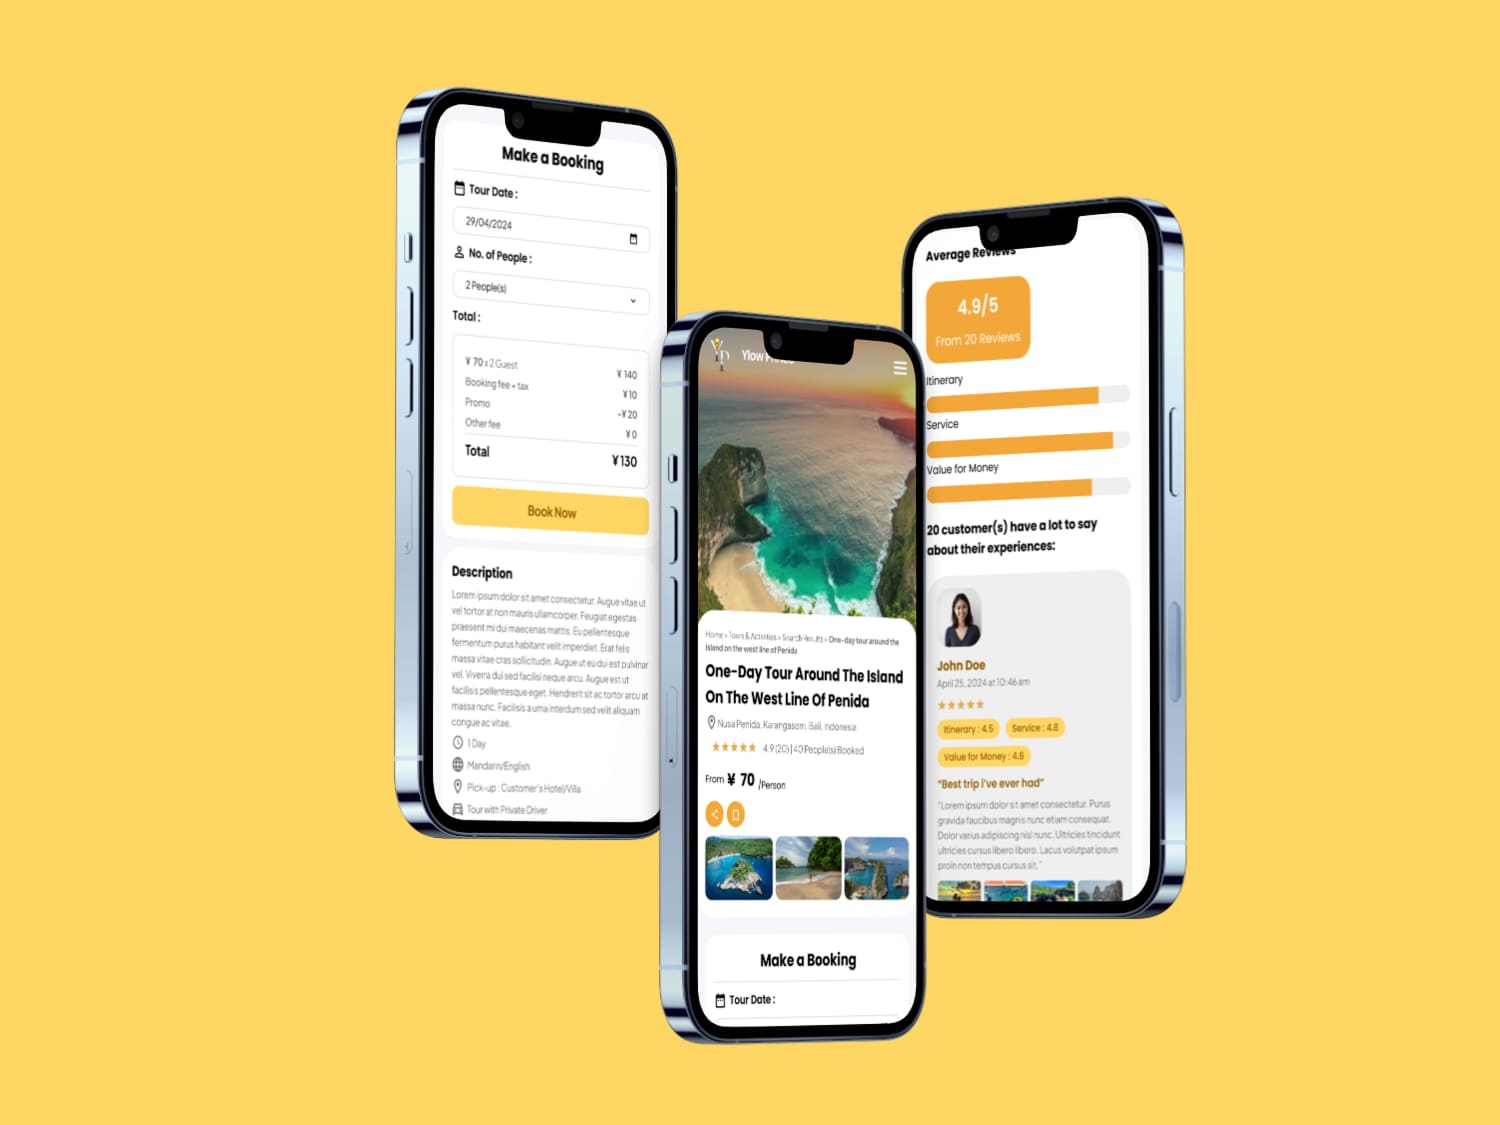 Make a Booking
Tour Date :
29/04/2024
No. of People :
2 People(s)
Total :
¥ 70 x 2 Guest ¥ 140
Booking fee + tax ¥ 10
Promo -¥ 20
Other fee ¥ 0
Total ¥ 130
Book Now
Description
Lorem ipsum dolor sit amet consectetur. Augue vitae ut
vel tortor at non mauris ullamcorper. Feugiat egestas
praesent mi dui maecenas mattis. Eu pellentesque
fermentum purus habitant velit imperdiet. Erat felis
massa vitae cras sollicitudin. Augue ut eu dui est pulvinar
vel. Viverra dui sed facilisi neque arcu. Augue est ut
facilisis pellentesque eget. Hendrerit sit ac tortor arcu at
massa nunc. Facilisis a urna interdum sed velit aliquam
congue ac vitae.
1 Day
Mandarin/English
Pick-up : Customer's Hotel/Villa
Tour with Private Driver
YP
Ylow
Home > Tours & Activities > Search Results > One-day tour around the
island on the west line of Penida
One-Day Tour Around The Island
On The West Line Of Penida
Nusa Penida, Karangasem, Bali, Indonesia
4.9 (20) | 40 People(s) Booked
From ¥ 70 /Person
Make a Booking
Tour Date :
Average Reviews
4.9/5
From 20 Reviews
Itinerary
Service
Value for Money
20 customer(s) have a lot to say
about their experiences:
John Doe
April 25, 2024 at 10:46 am
Itinerary : 4.5 Service : 4.8
Value for Money : 4.8
"Best trip i've ever had"
"Lorem ipsum dolor sit amet consectetur. Purus
gravida faucibus magnis nunc etiam consequat.
Dolor varius adipiscing nisi nunc. Ultricies tincidunt
ultricies cursus libero libero. Lacus volutpat ipsum
proin non tempus cursus sit."